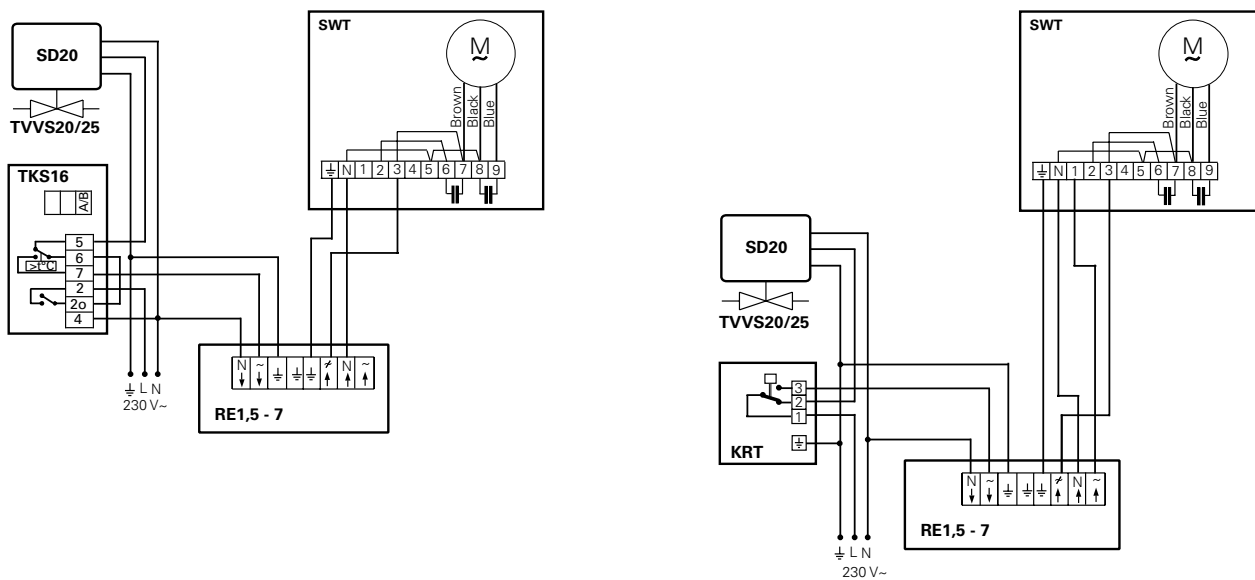 SWT
M
~
Brown
Black
Blue
⏚ N 1 2 3 4 5 6 7 8 9
SD20
TVVS20/25
TKS16
A/B
5
6
>t°C
7
2
2o
4
N ~ ⏚ ⏚ ⏚ ≁ N ~
⏚ L N
230 V~
RE1,5 - 7
SWT
M
~
Brown
Black
Blue
⏚ N 1 2 3 4 5 6 7 8 9
SD20
TVVS20/25
3
2
1
KRT ⏚
N ~ ⏚ ⏚ ⏚ ≁ N ~
RE1,5 - 7
⏚ L N
230 V~